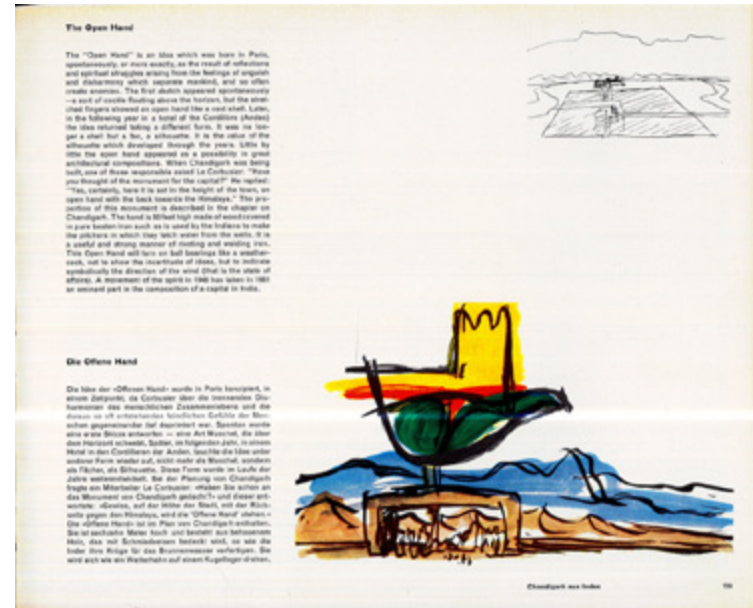 The Open Hand
The "Open Hand" is an idea which was born in Paris,
spontaneously, or more exactly, as the result of reflections
and spiritual struggles arising from the feelings of anguish
and disharmony which separate mankind, and so often
create enemies. The first sketch appeared spontaneously
—a sort of cockle floating above the horizon, but the stret-
ched fingers showed an open hand like a vast shell. Later,
in the following year in a hotel of the Cordillère (Andes)
the idea returned taking a different form. It was no lon-
ger a shell but a fan, a silhouette. It is the value of the
silhouette which developed through the years. Little by
little the open hand appeared as a possibility in great
architectural compositions. When Chandigarh was being
built, one of those responsible asked Le Corbusier: "Have
you thought of the monument for the capital?" He replied:
"Yes, certainly, here it is set in the height of the town, an
open hand with the back towards the Himalaya." The pro-
portion of this monument is described in the chapter on
Chandigarh. The hand is high made of wood covered
in pure beaten iron such as is used by the Indians to make
the pitchers in which they fetch water from the wells. It is
a useful and strong manner of riveting and welding iron.
This Open Hand will turn on ball bearings like a weather-
cock, not to show the incertitude of ideas, but to indicate
symbolically the direction of the wind (that is the state of
affairs). A movement of the spirit in 1948 has taken in 1951
an eminent part in the composition of a capital in India.
Die Offene Hand
Die Idee der «Offenen Hand» wurde in Paris konzipiert, in
einem Zeitpunkt, da Corbusier über die trennenden Dis-
harmonien des menschlichen Zusammenlebens und die
daraus so oft entstehenden feindlichen Gefühle der Men-
schen gegeneinander tief deprimiert war. Spontan wurde
eine erste Skizze entworfen — eine Art Muschel, die über
dem Horizont schwebt. Später, im folgenden Jahr, in einem
Hotel in den Cordilleren der Anden, tauchte die Idee unter
anderer Form wieder auf, nicht mehr als Muschel, sondern
als Fächer, als Silhouette. Diese Form wurde im Laufe der
Jahre weiterentwickelt. Bei der Planung von Chandigarh
fragte ein Mitarbeiter Le Corbusier: «Haben Sie schon an
das Monument von Chandigarh gedacht?» und dieser ant-
wortete: «Gewiss, auf der Höhe der Stadt, mit der Rück-
seite gegen den Himalaya, wird die 'Offene Hand' stehen.»
Die «Offene Hand» ist im Plan von Chandigarh enthalten.
Sie ist sechzehn Meter hoch und besteht aus behauenem
Holz, das mit Schmiedeeisen bedeckt wird, so wie die
Inder ihre Krüge für das Brunnenwasser verfertigen. Sie
wird sich wie ein Wetterhahn auf einem Kugellager drehen,
Chandigarh aux Indes